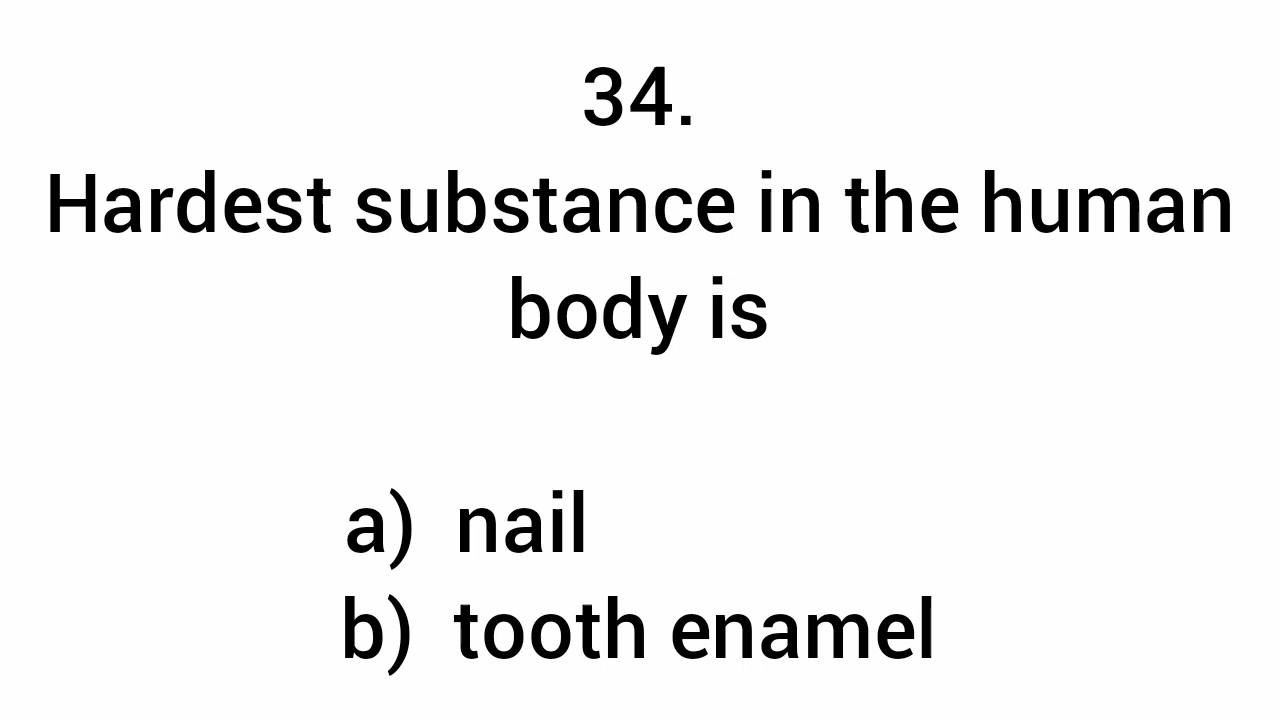 34.
Hardest substance in the human
body is
a) nail
b) tooth enamel